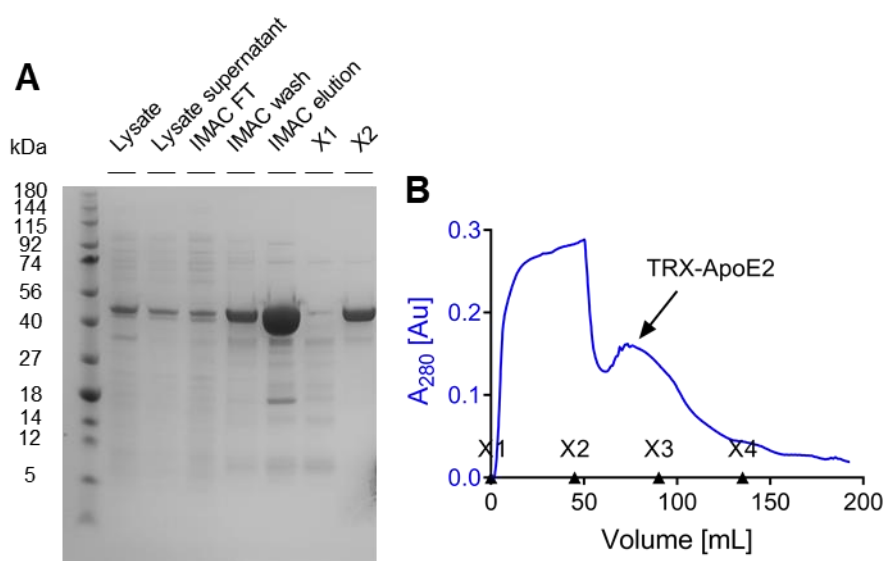 A
Lysate
Lysate supernatant
IMAC FT
IMAC wash
IMAC elution
X1
X2
kDa
180
144
115
92
74
56
40
27
18
14
12
5
B
TRX-ApoE2
A280 [Au]
0.3
0.2
0.1
0.0
X1
X2
X3
X4
0
50
100
150
200
Volume [mL]